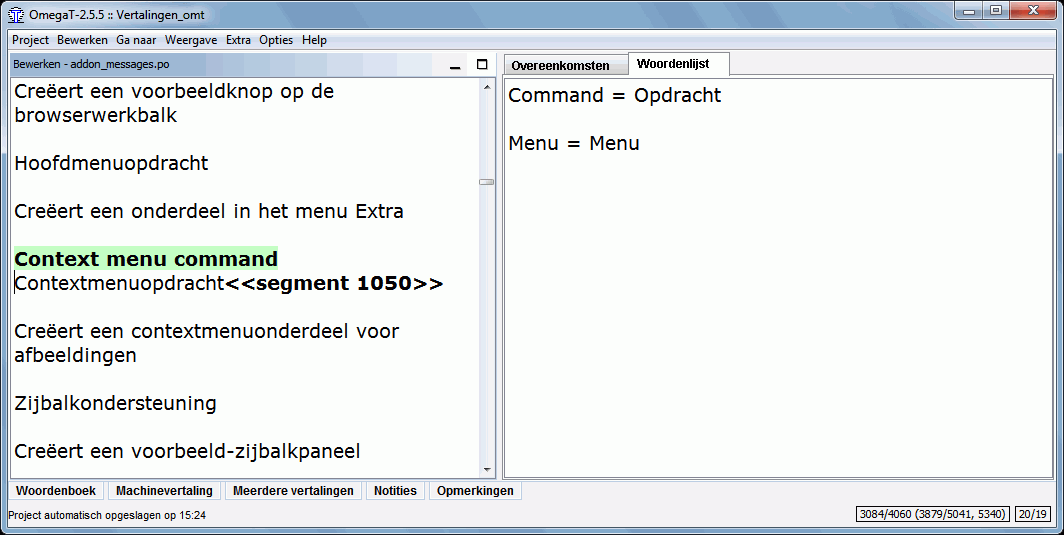 OmegaT-2.5.5 :: Vertalingen_omt
Project Bewerken Ga naar Weergave Extra Opties Help
Bewerken - addon_messages.po
Creëert een voorbeeldknop op de
browserwerkbalk
Hoofdmenuopdracht
Creëert een onderdeel in het menu Extra
Context menu command
Contextmenuopdracht<<segment 1050>>
Creëert een contextmenuonderdeel voor
afbeeldingen
Zijbalkondersteuning
Creëert een voorbeeld-zijbalkpaneel
Overeenkomsten Woordenlijst
Command = Opdracht
Menu = Menu
Woordenboek Machinevertaling Meerdere vertalingen Notities Opmerkingen
Project automatisch opgeslagen op 15:24
3084/4060 (3879/5041, 5340) 20/19